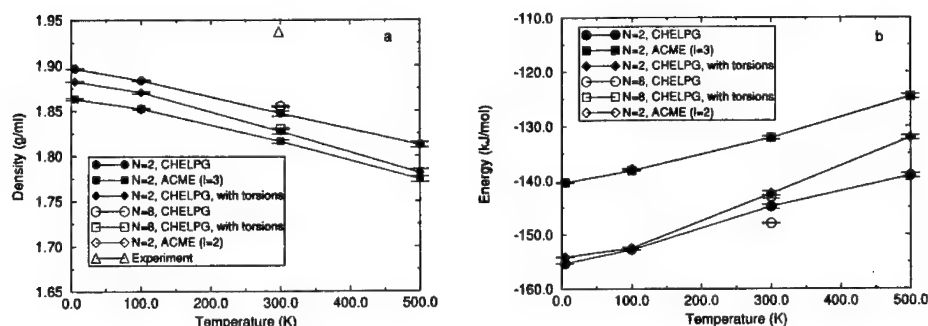 a
1.95
1.90
1.85
1.80
1.75
1.70
1.65
Density (g/ml)
N=2, CHELPG
N=2, ACME (l=3)
N=2, CHELPG, with torsions
N=8, CHELPG
N=8, CHELPG, with torsions
N=2, ACME (l=2)
Experiment
0.0 100.0 200.0 300.0 400.0 500.0
Temperature (K)
b
-110.0
-120.0
-130.0
-140.0
-150.0
-160.0
Energy (kJ/mol)
N=2, CHELPG
N=2, ACME (l=3)
N=2, CHELPG, with torsions
N=8, CHELPG
N=8, CHELPG, with torsions
N=2, ACME (l=2)
0.0 100.0 200.0 300.0 400.0 500.0
Temperature (K)